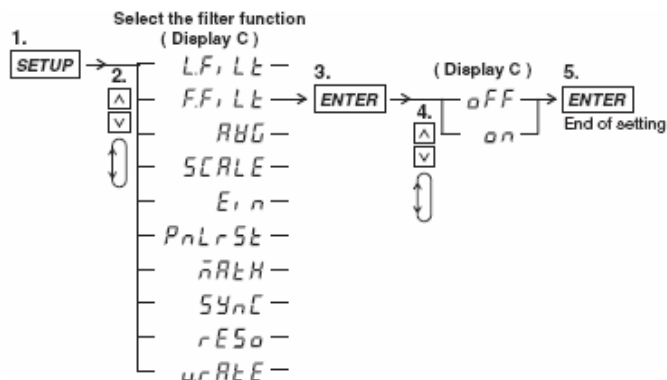 Select the filter function
1.
( Display C )
SETUP
2.
L.FiLt
3.
( Display C )
5.
F.FiLt
ENTER
4.
oFF
ENTER
End of setting
AVG
on
SCALE
Ein
PnLrSt
MAtH
SYnC
rESo
urAtE